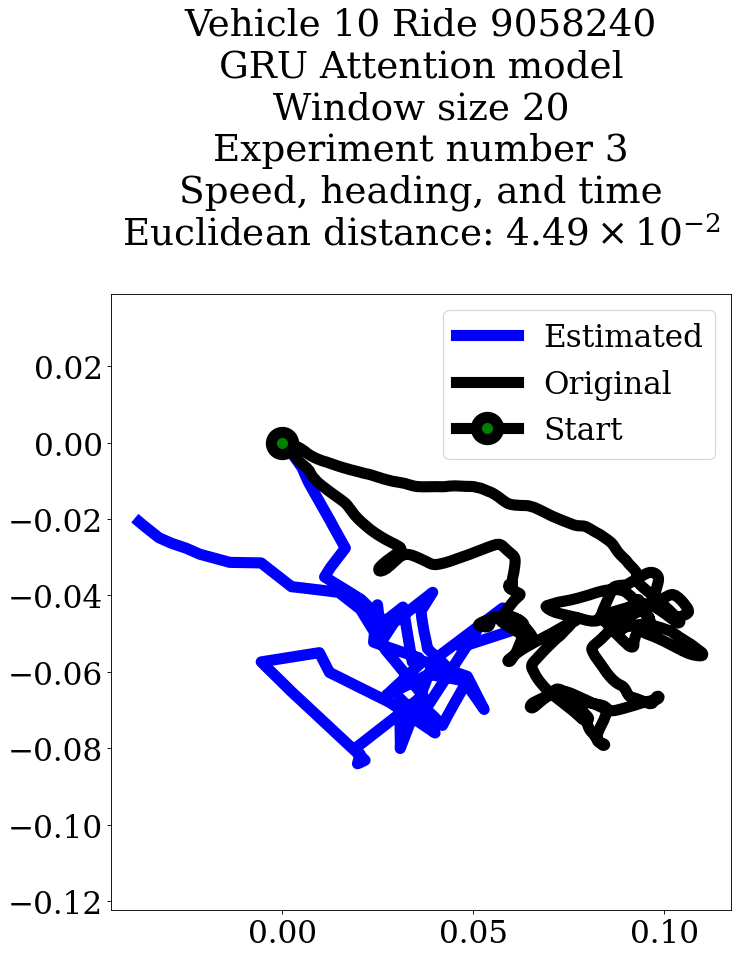 Vehicle 10 Ride 9058240
GRU Attention model
Window size 20
Experiment number 3
Speed, heading, and time
Euclidean distance: 4.49 × 10⁻²
Estimated
Original
Start
0.02
0.00
−0.02
−0.04
−0.06
−0.08
−0.10
−0.12
0.00 0.05 0.10